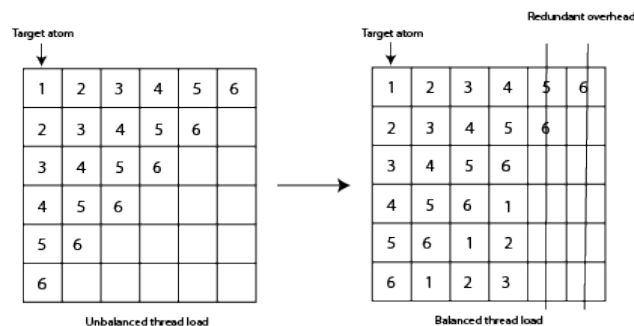 Redundant overhead
Target atom
Target atom
1 2 3 4 5 6
2 3 4 5 6
3 4 5 6
4 5 6
5 6
6
1 2 3 4 5 6
2 3 4 5 6
3 4 5 6
4 5 6 1
5 6 1 2
6 1 2 3
Unbalanced thread load
Balanced thread load